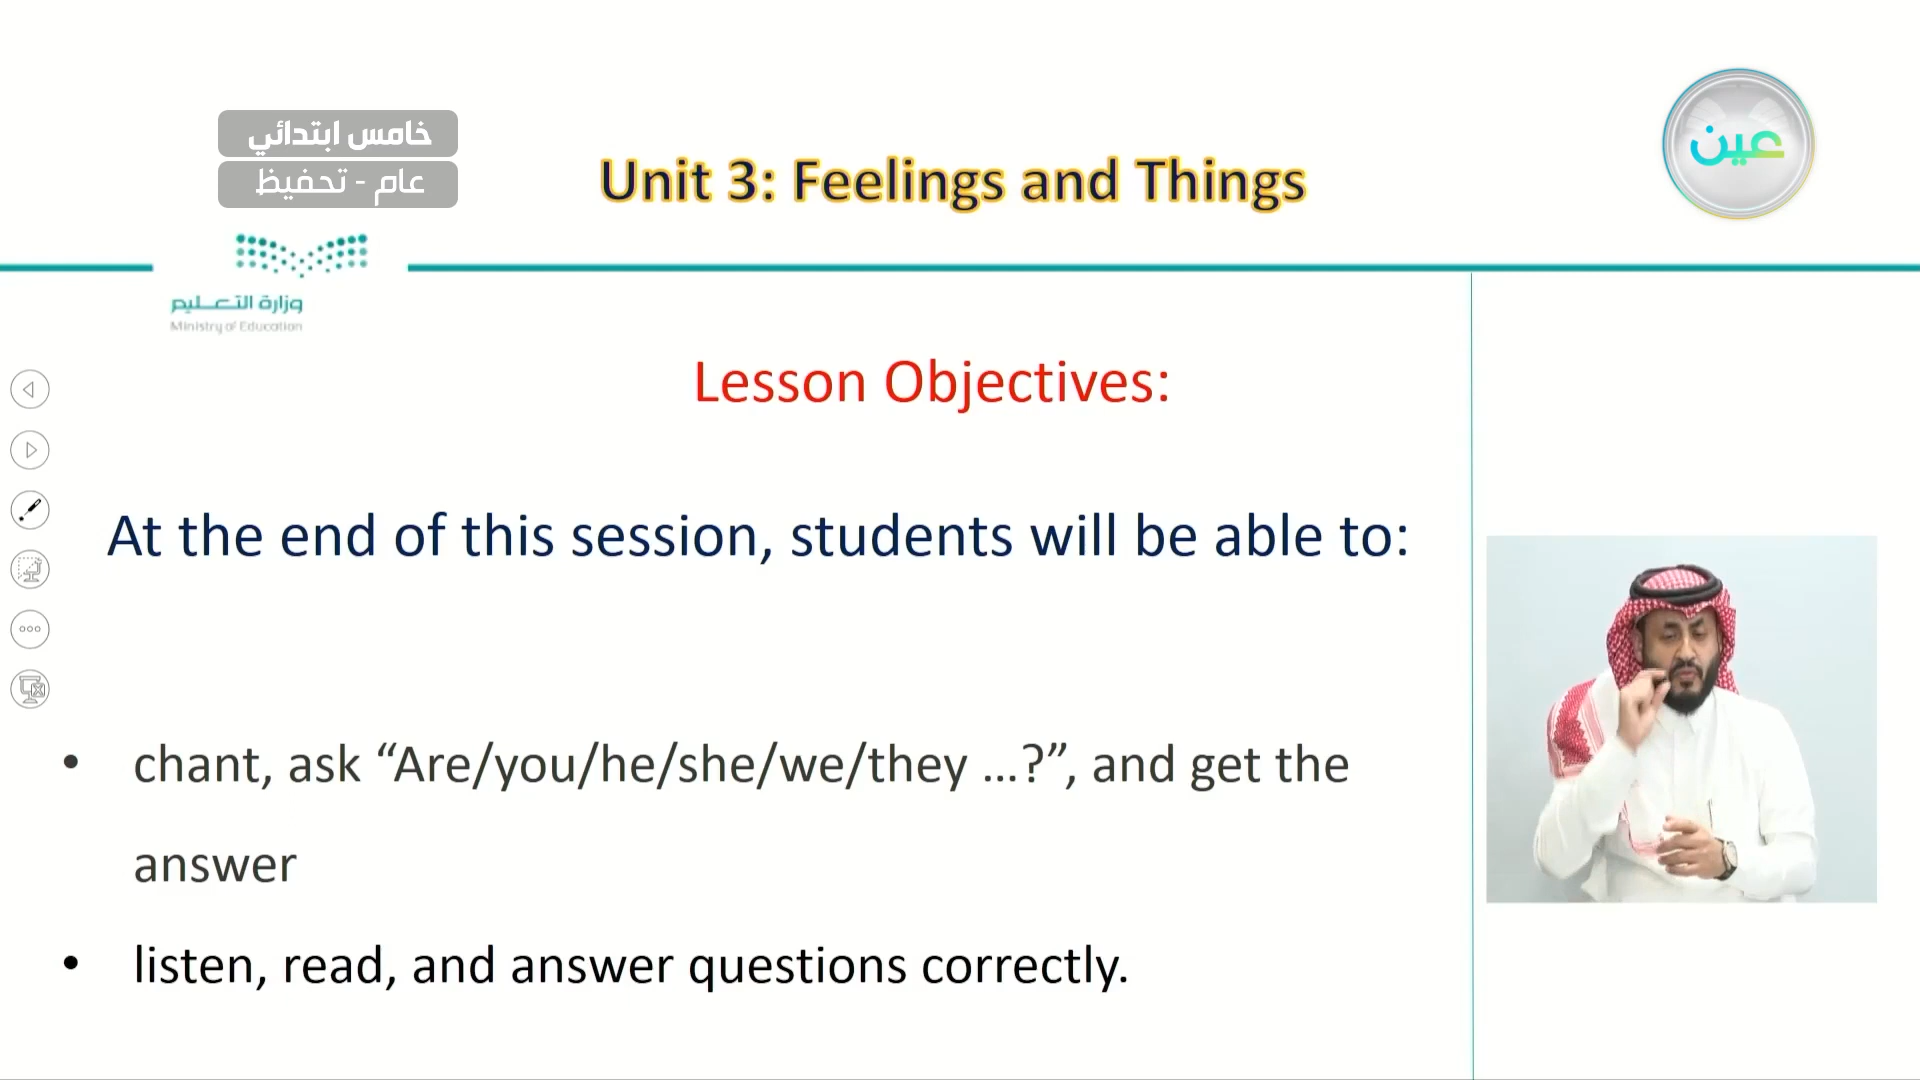 خامس ابتدائي
عام - تحفيظ
Unit 3: Feelings and Things
عين
وزارة التعليم
Ministry of Education
Lesson Objectives:
At the end of this session, students will be able to:
• chant, ask “Are/you/he/she/we/they ...?”, and get the
answer
• listen, read, and answer questions correctly.